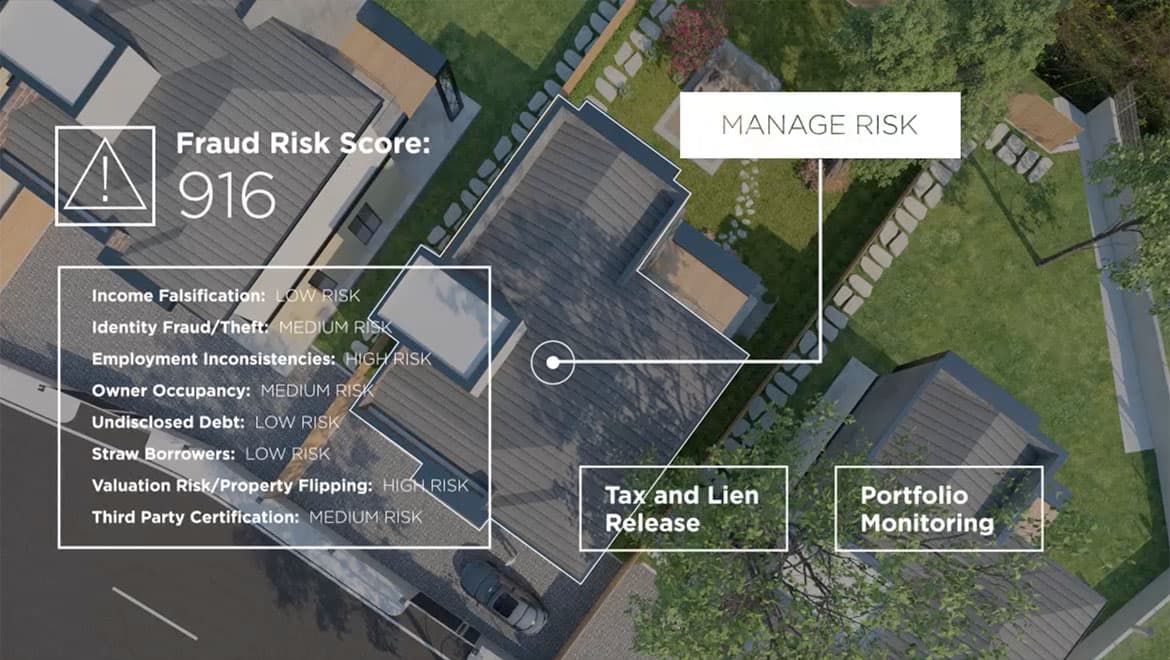 Fraud Risk Score:
916
MANAGE RISK
Income Falsification: LOW RISK
Identity Fraud/Theft: MEDIUM RISK
Employment Inconsistencies: HIGH RISK
Owner Occupancy: MEDIUM RISK
Undisclosed Debt: LOW RISK
Straw Borrowers: LOW RISK
Valuation Risk/Property Flipping: HIGH RISK
Third Party Certification: MEDIUM RISK
Tax and Lien
Release
Portfolio
Monitoring